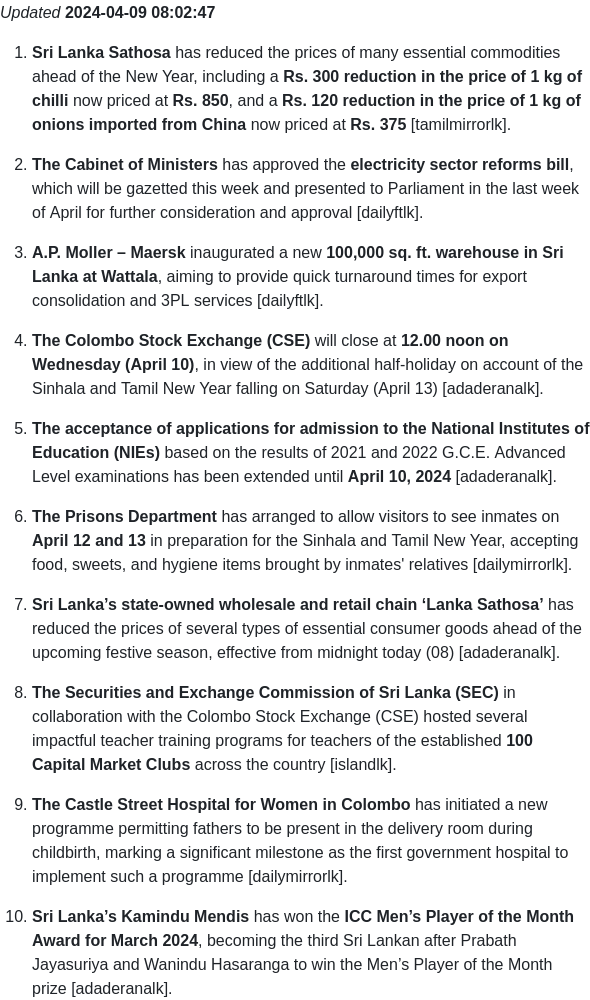 Updated 2024-04-09 08:02:47
1. Sri Lanka Sathosa has reduced the prices of many essential commodities
ahead of the New Year, including a Rs. 300 reduction in the price of 1 kg of
chilli now priced at Rs. 850, and a Rs. 120 reduction in the price of 1 kg of
onions imported from China now priced at Rs. 375 [tamilmirrorlk].
2. The Cabinet of Ministers has approved the electricity sector reforms bill,
which will be gazetted this week and presented to Parliament in the last week
of April for further consideration and approval [dailyftlk].
3. A.P. Moller – Maersk inaugurated a new 100,000 sq. ft. warehouse in Sri
Lanka at Wattala, aiming to provide quick turnaround times for export
consolidation and 3PL services [dailyftlk].
4. The Colombo Stock Exchange (CSE) will close at 12.00 noon on
Wednesday (April 10), in view of the additional half-holiday on account of the
Sinhala and Tamil New Year falling on Saturday (April 13) [adaderanalk].
5. The acceptance of applications for admission to the National Institutes of
Education (NIEs) based on the results of 2021 and 2022 G.C.E. Advanced
Level examinations has been extended until April 10, 2024 [adaderanalk].
6. The Prisons Department has arranged to allow visitors to see inmates on
April 12 and 13 in preparation for the Sinhala and Tamil New Year, accepting
food, sweets, and hygiene items brought by inmates' relatives [dailymirrorlk].
7. Sri Lanka’s state-owned wholesale and retail chain ‘Lanka Sathosa’ has
reduced the prices of several types of essential consumer goods ahead of the
upcoming festive season, effective from midnight today (08) [adaderanalk].
8. The Securities and Exchange Commission of Sri Lanka (SEC) in
collaboration with the Colombo Stock Exchange (CSE) hosted several
impactful teacher training programs for teachers of the established 100
Capital Market Clubs across the country [islandlk].
9. The Castle Street Hospital for Women in Colombo has initiated a new
programme permitting fathers to be present in the delivery room during
childbirth, marking a significant milestone as the first government hospital to
implement such a programme [dailymirrorlk].
10. Sri Lanka’s Kamindu Mendis has won the ICC Men’s Player of the Month
Award for March 2024, becoming the third Sri Lankan after Prabath
Jayasuriya and Wanindu Hasaranga to win the Men’s Player of the Month
prize [adaderanalk].